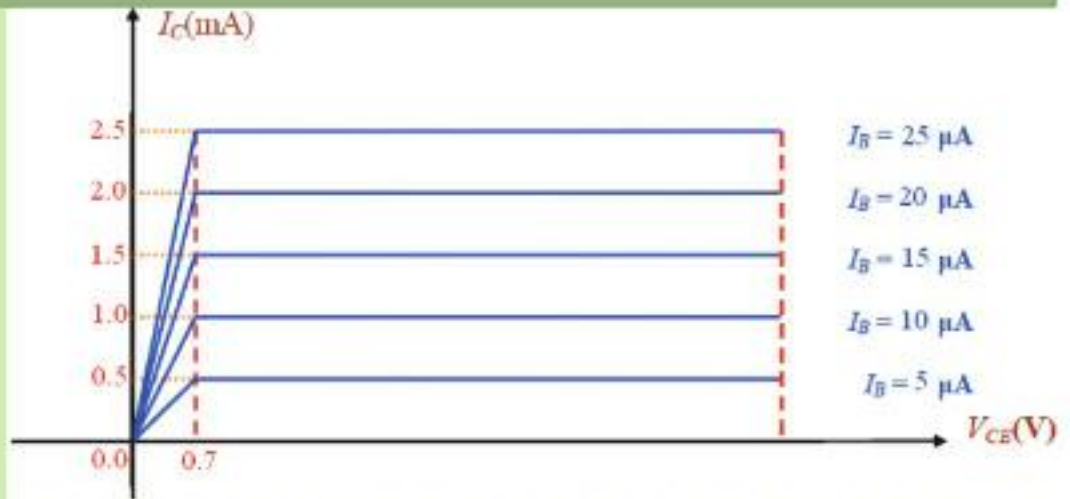 I_C(mA)
2.5
I_B = 25 μA
2.0
I_B = 20 μA
1.5
I_B = 15 μA
1.0
I_B = 10 μA
0.5
I_B = 5 μA
V_CE(V)
0.0 0.7